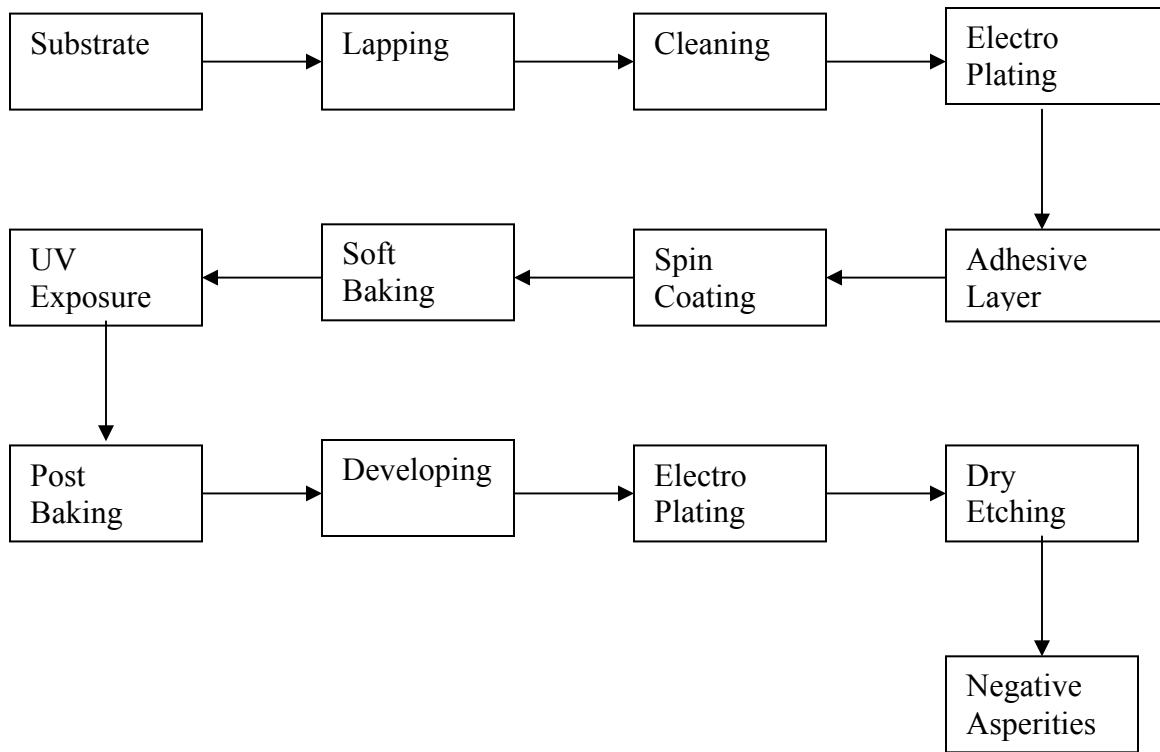 Substrate
Lapping
Cleaning
Electro
Plating
Adhesive
Layer
Spin
Coating
Soft
Baking
UV
Exposure
Post
Baking
Developing
Electro
Plating
Dry
Etching
Negative
Asperities